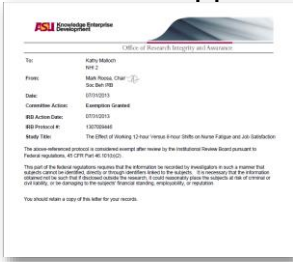 ASU Knowledge Enterprise
Development
Office of Research Integrity and Assurance
To: Kathy Malloch
NHI 2
From: Mark Roosa, Chair
Soc Beh IRB
Date: 07/01/2013
Committee Action: Exemption Granted
IRB Action Date: 07/01/2013
IRB Protocol #: 1307009446
Study Title: The Effect of Working 12-hour Versus 8-hour Shifts on Nurse Fatigue and Job Satisfaction
The above-referenced protocol is considered exempt after review by the Institutional Review Board pursuant to
Federal regulations, 45 CFR Part 46.101(b)(2) .
This part of the federal regulations requires that the information be recorded by investigators in such a manner that
subjects cannot be identified, directly or through identifiers linked to the subjects. It is necessary that the information
obtained not be such that if disclosed outside the research, it could reasonably place the subjects at risk of criminal or
civil liability, or be damaging to the subjects' financial standing, employability, or reputation.
You should retain a copy of this letter for your records.